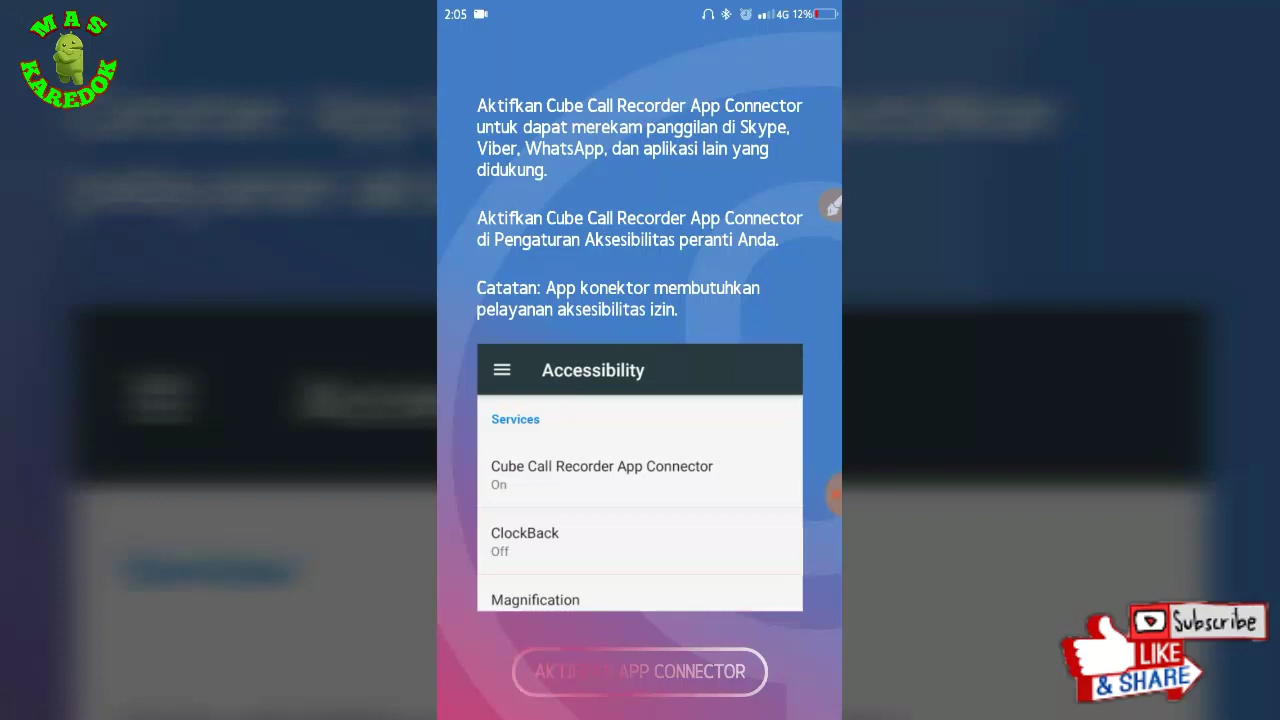 MAS
KAREDOK
2:05
4G 12%
Aktifkan Cube Call Recorder App Connector
untuk dapat merekam panggilan di Skype,
Viber, WhatsApp, dan aplikasi lain yang
didukung.
Aktifkan Cube Call Recorder App Connector
di Pengaturan Aksesibilitas peranti Anda.
Catatan: App konektor membutuhkan
pelayanan aksesibilitas izin.
Accessibility
Services
Cube Call Recorder App Connector
On
ClockBack
Off
Magnification
AKTIFKAN APP CONNECTOR
Subscribe
LIKE
& SHARE